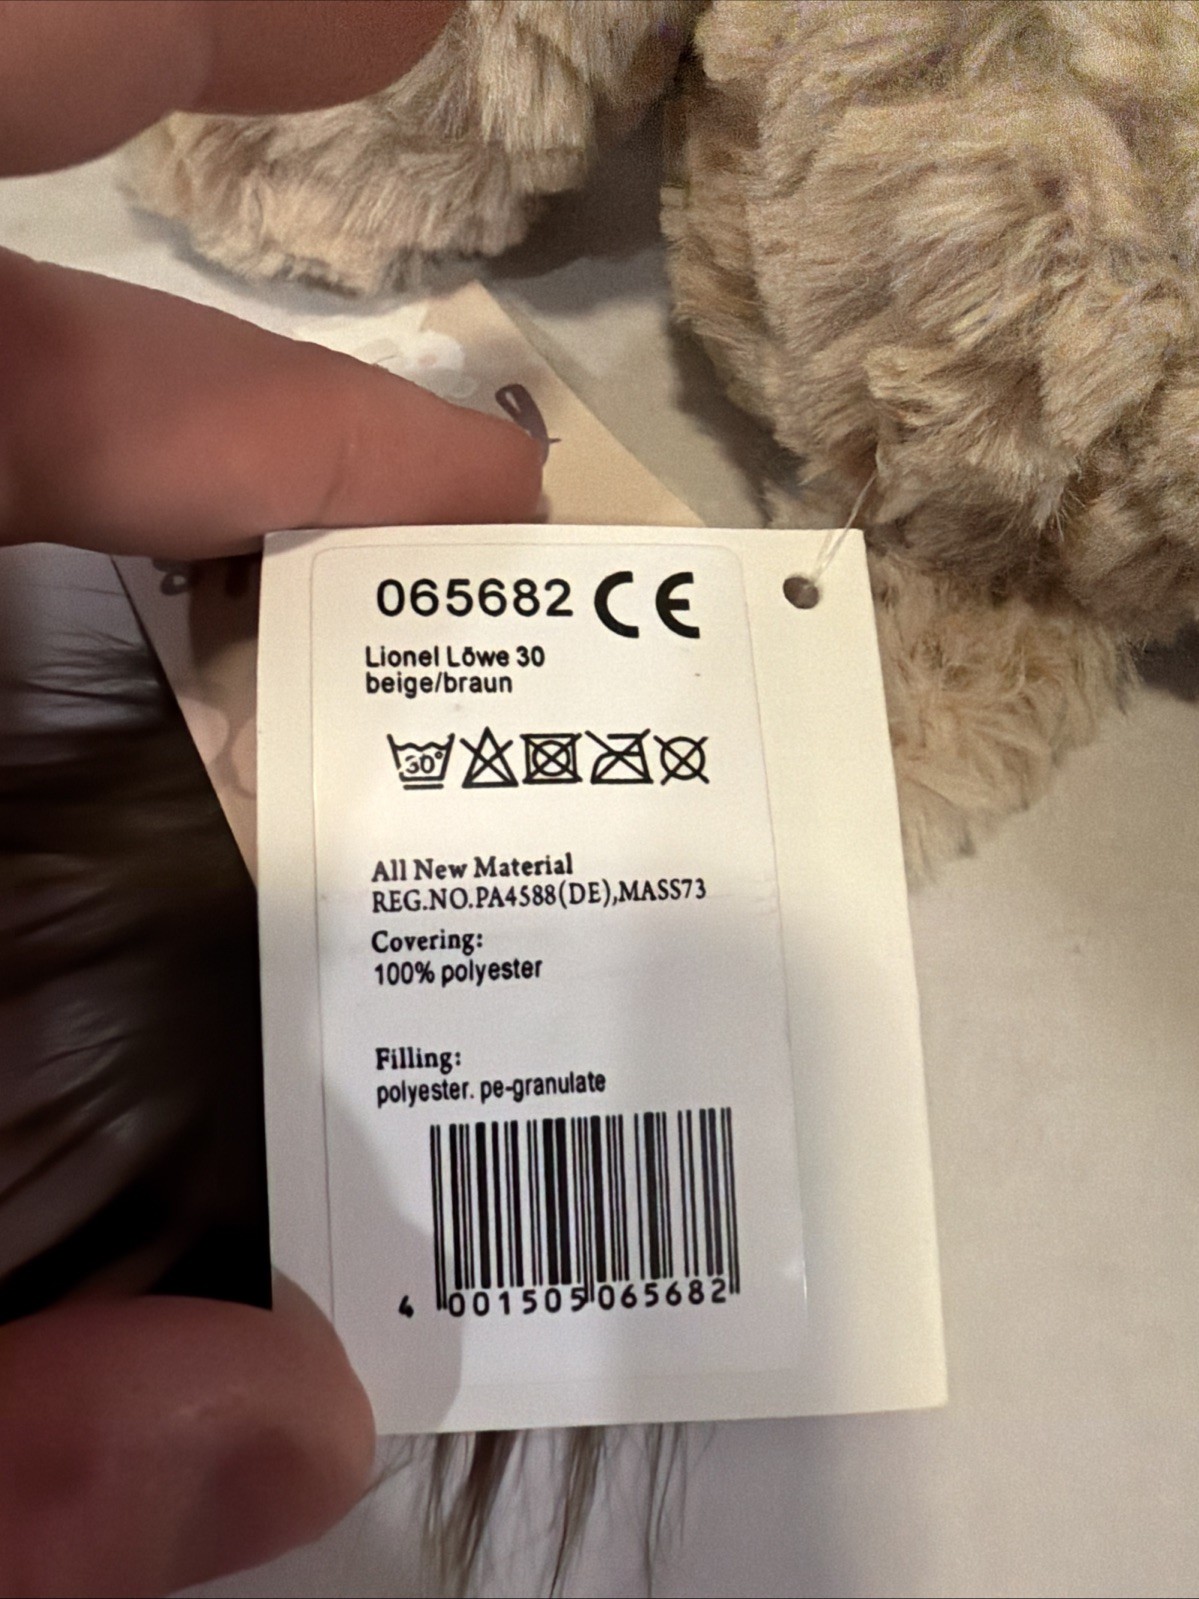 065682 CE
Lionel Löwe 30
beige/braun
30°
All New Material
REG.NO.PA4588(DE),MASS73
Covering:
100% polyester
Filling:
polyester. pe-granulate
4 001505 065682